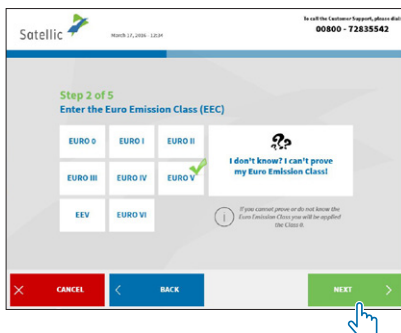 To call the Customer Support, please dial:
Satellic
March 17, 2016 - 12:34
00800 - 72835542
Step 2 of 5
Enter the Euro Emission Class (EEC)
EURO 0
EURO I
EURO II
??
I don't know? I can't prove
my Euro Emission Class!
EURO III
EURO IV
EURO V
EEV
EURO VI
i
If you cannot prove or do not know the
Euro Emission Class you will be applied
the Class 0.
CANCEL
BACK
NEXT